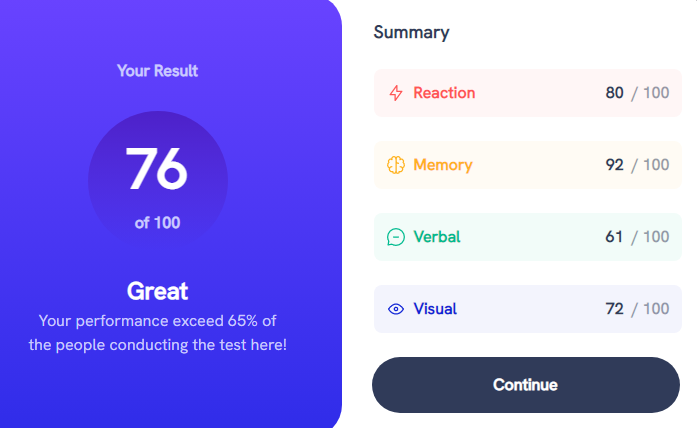 Your Result
76
of 100
Great
Your performance exceed 65% of
the people conducting the test here!
Summary
Reaction 80 / 100
Memory 92 / 100
Verbal 61 / 100
Visual 72 / 100
Continue